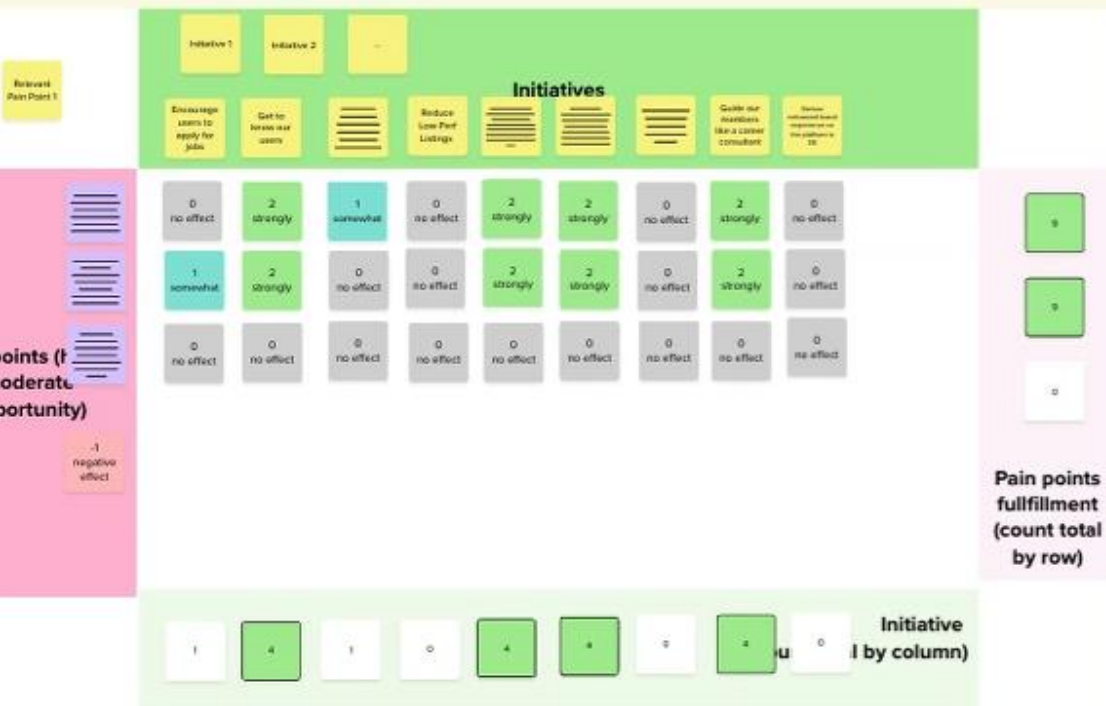 Initiative 1
Initiative 2
...
Relevant
Pain Point 1
Initiatives
Encourage
users to
apply for
jobs
Get to
know our
users
Reduce
Low-Perf
Listings
Guide our
members
like a career
consultant
0
no effect
2
strongly
1
somewhat
0
no effect
2
strongly
2
strongly
0
no effect
2
strongly
0
no effect
9
1
somewhat
2
strongly
0
no effect
0
no effect
2
strongly
2
strongly
0
no effect
2
strongly
0
no effect
9
0
no effect
0
no effect
0
no effect
0
no effect
0
no effect
0
no effect
0
no effect
0
no effect
0
no effect
0
oints (h
oderate
portunity)
-1
negative
effect
Pain points
fullfillment
(count total
by row)
1
4
1
0
4
4
0
4
0
Initiative
l by column)